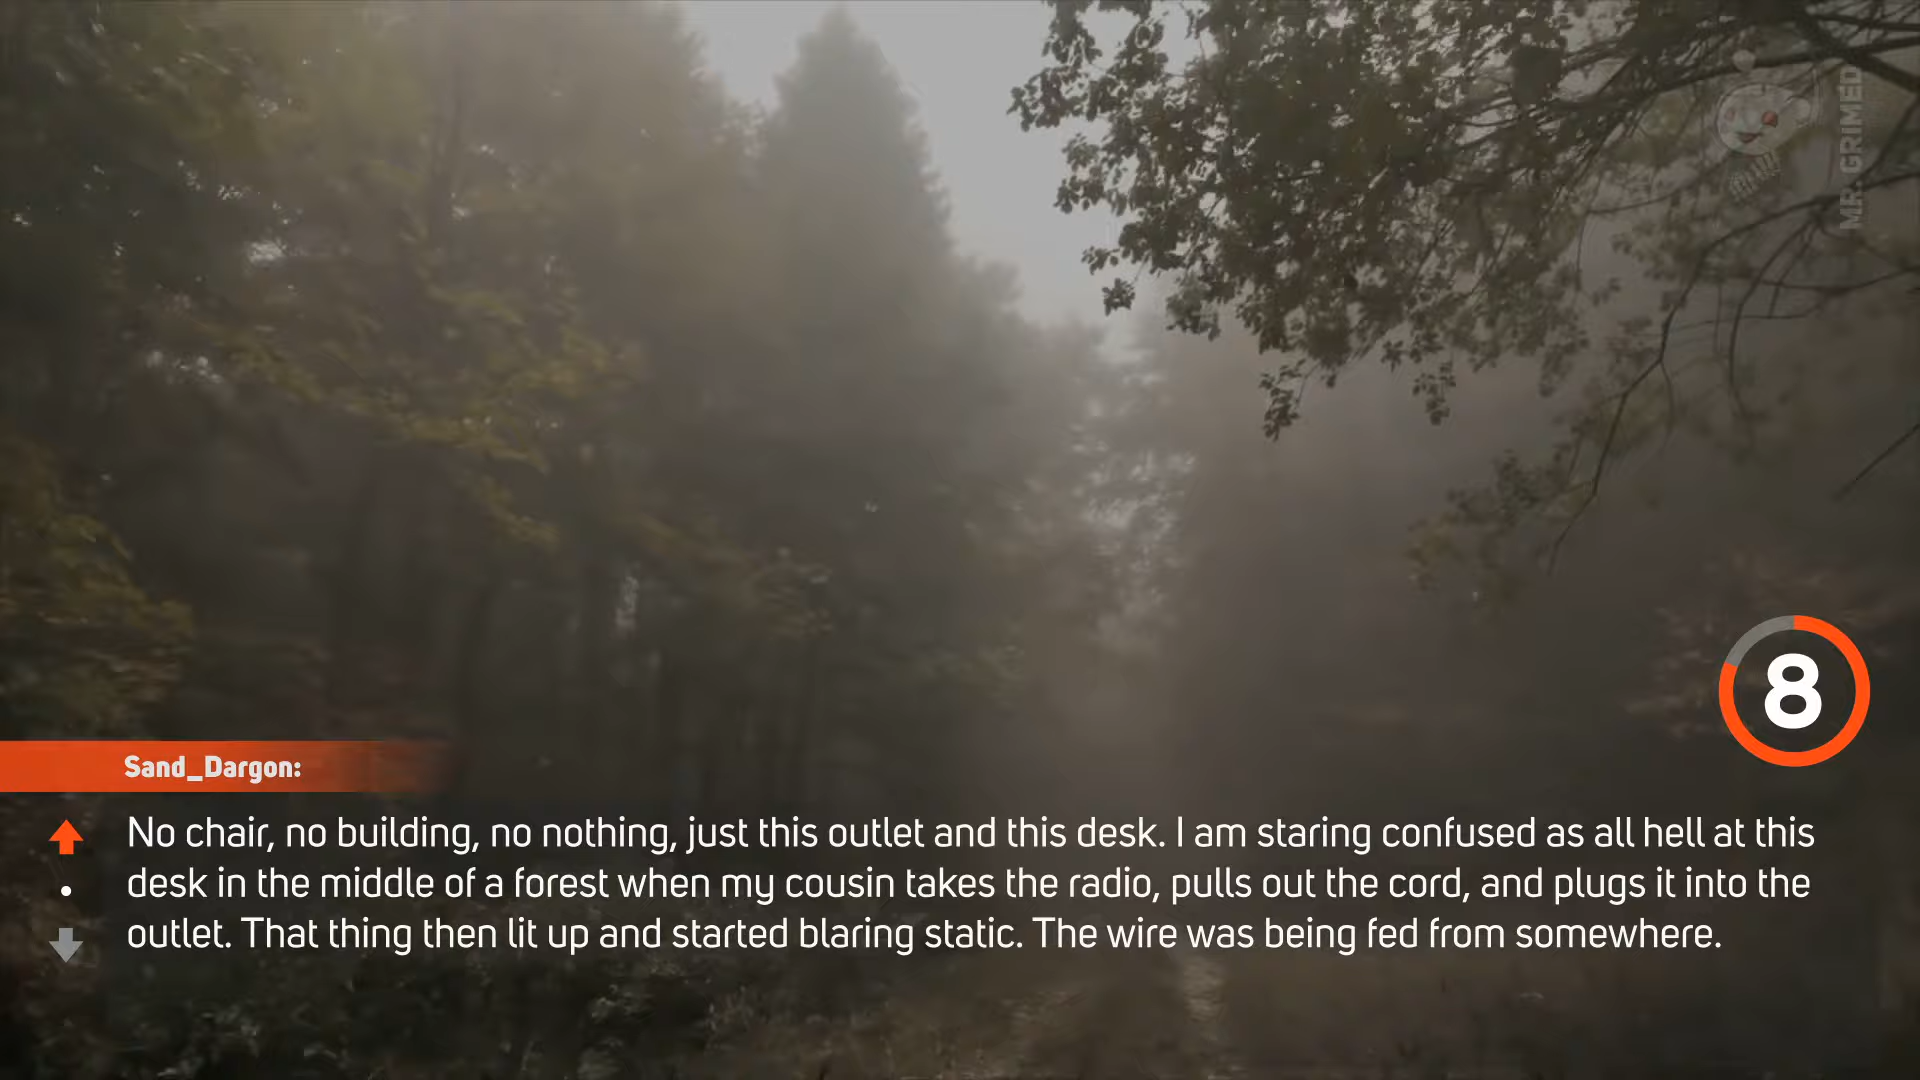 MR. GRIMED
8
Sand_Dargon:
No chair, no building, no nothing, just this outlet and this desk. I am staring confused as all hell at this
desk in the middle of a forest when my cousin takes the radio, pulls out the cord, and plugs it into the
outlet. That thing then lit up and started blaring static. The wire was being fed from somewhere.